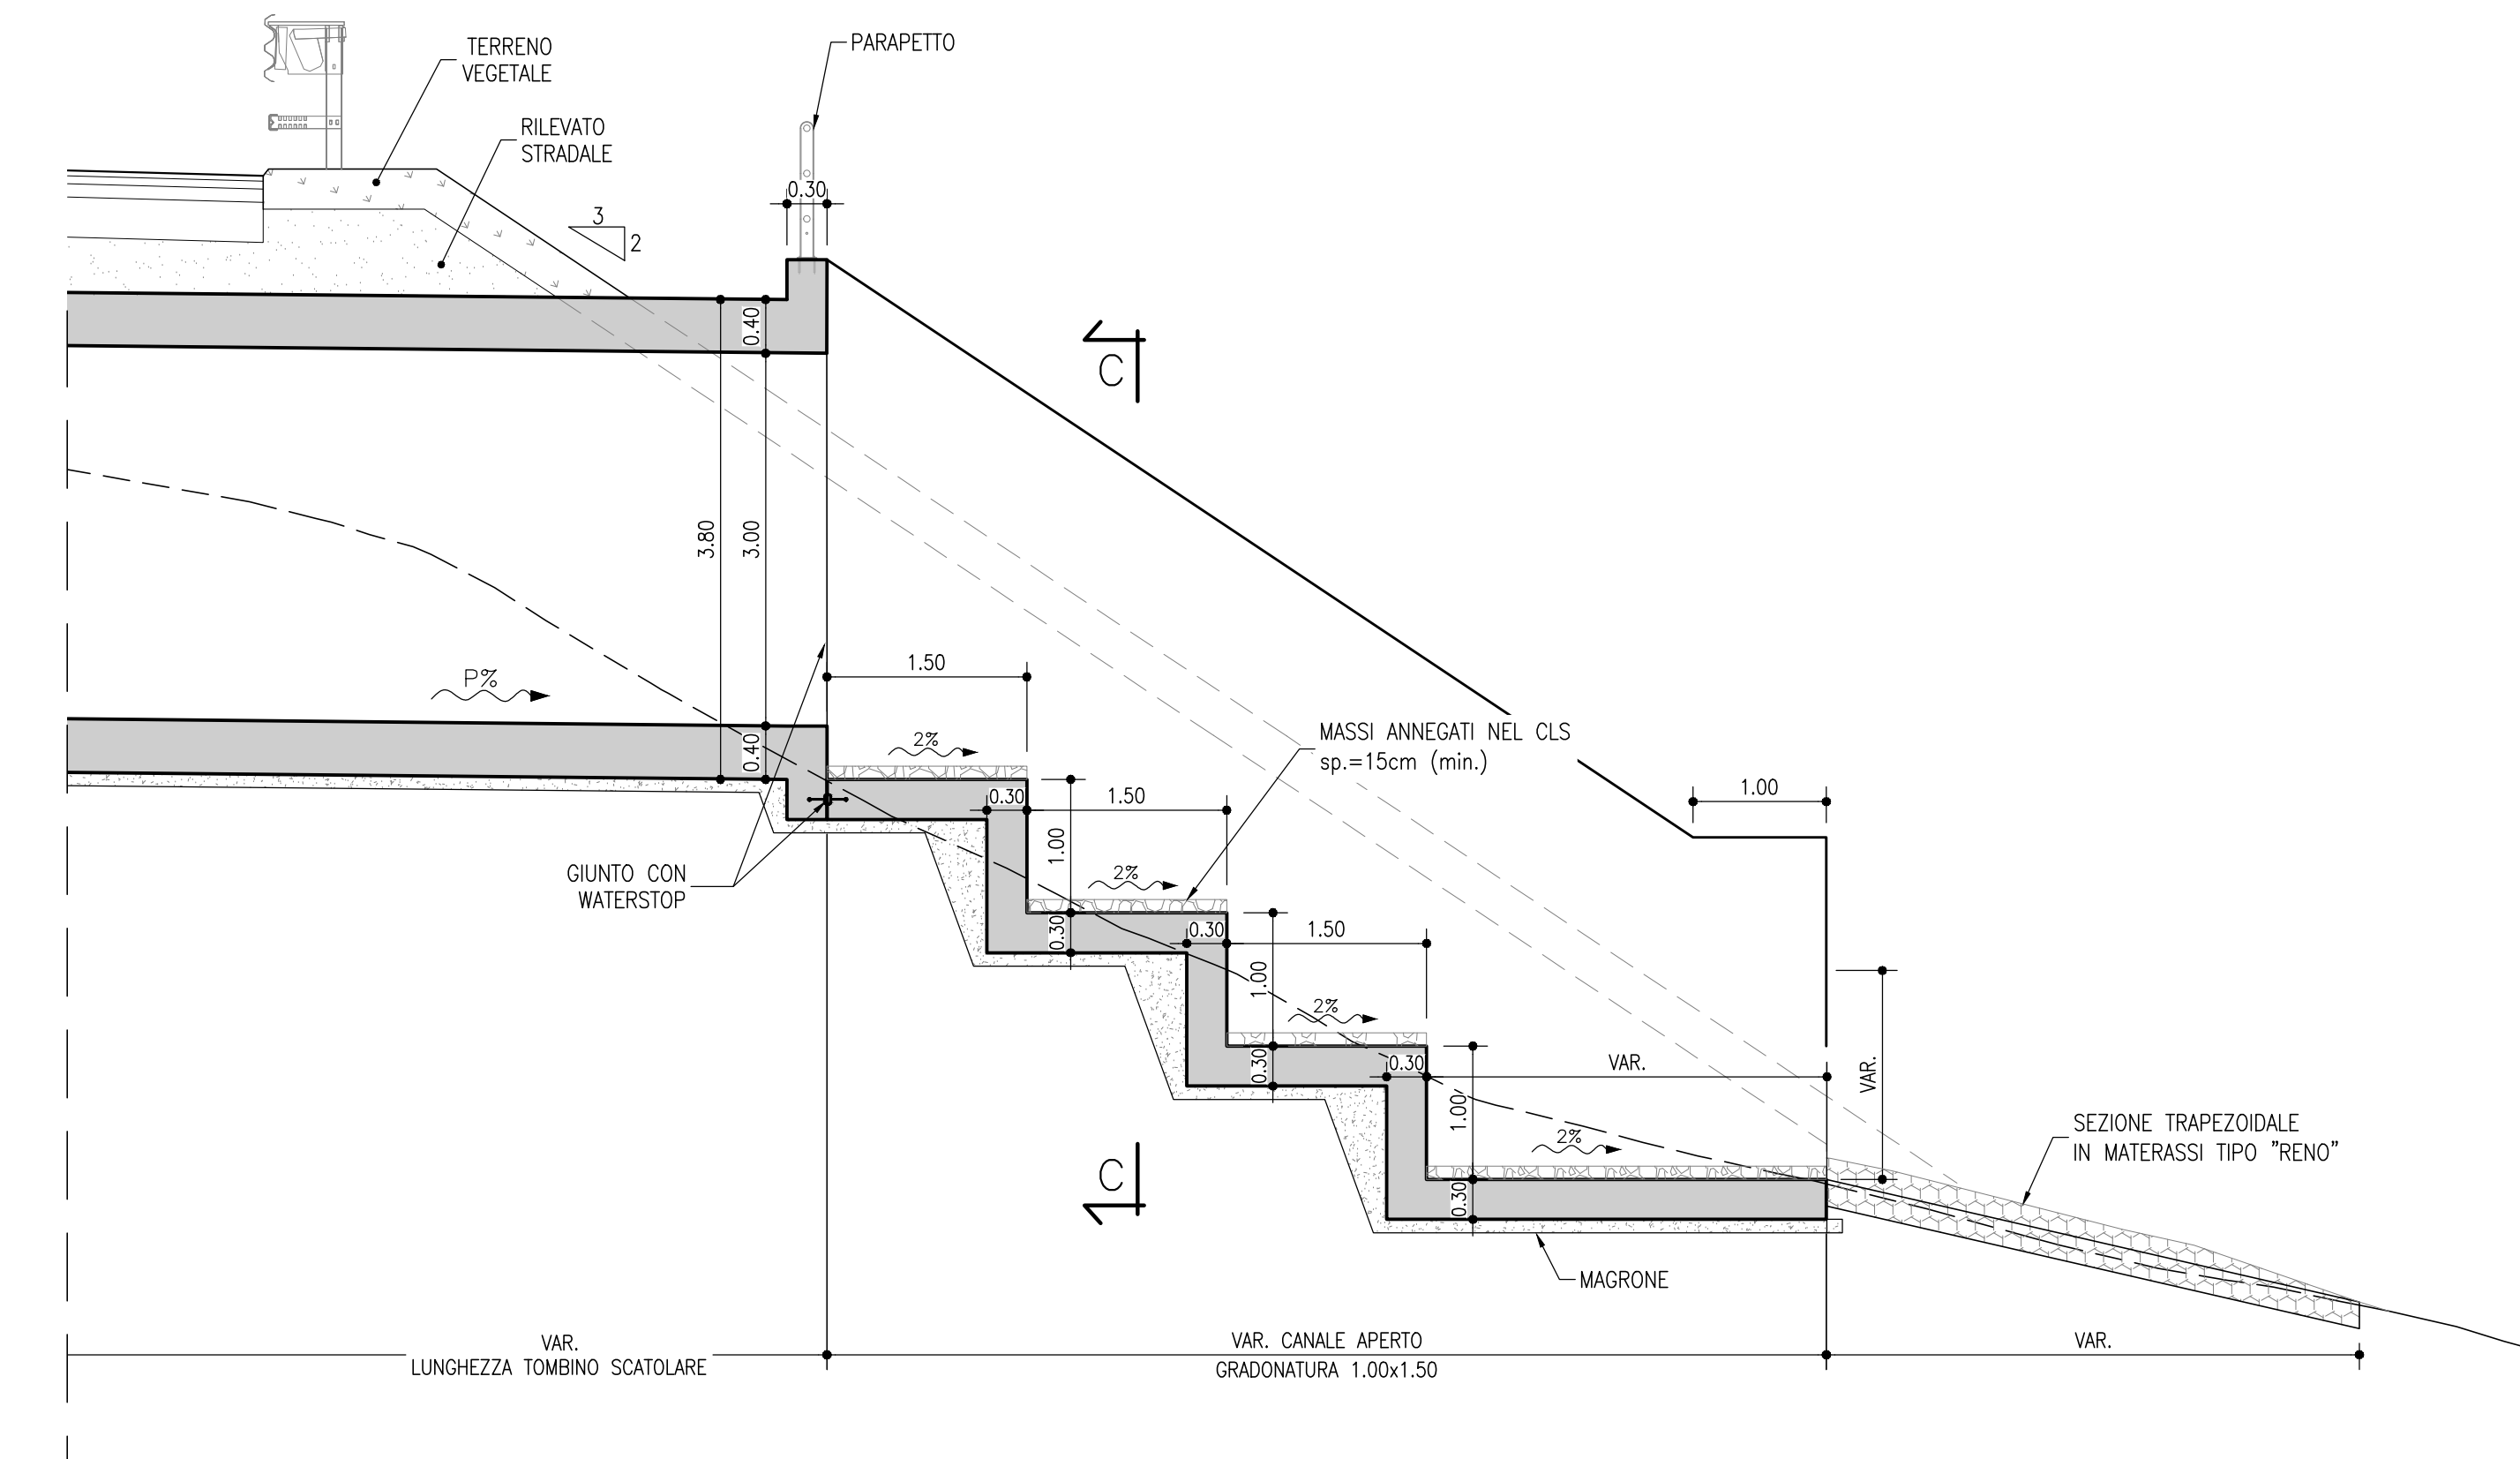 PARAPETTO
TERRENO
VEGETALE
RILEVATO
STRADALE
0.30
3
2
0.40
C
3.80
3.00
1.50
P%
0.40
2%
MASSI ANNEGATI NEL CLS
sp.=15cm (min.)
1.00
0.30
1.50
1.00
GIUNTO CON
WATERSTOP
2%
0.30
0.30
1.50
1.00
2%
0.30
0.30
VAR.
VAR.
1.00
2%
SEZIONE TRAPEZOIDALE
IN MATERASSI TIPO "RENO"
C
0.30
MAGRONE
VAR.
LUNGHEZZA TOMBINO SCATOLARE
VAR. CANALE APERTO
GRADONATURA 1.00x1.50
VAR.